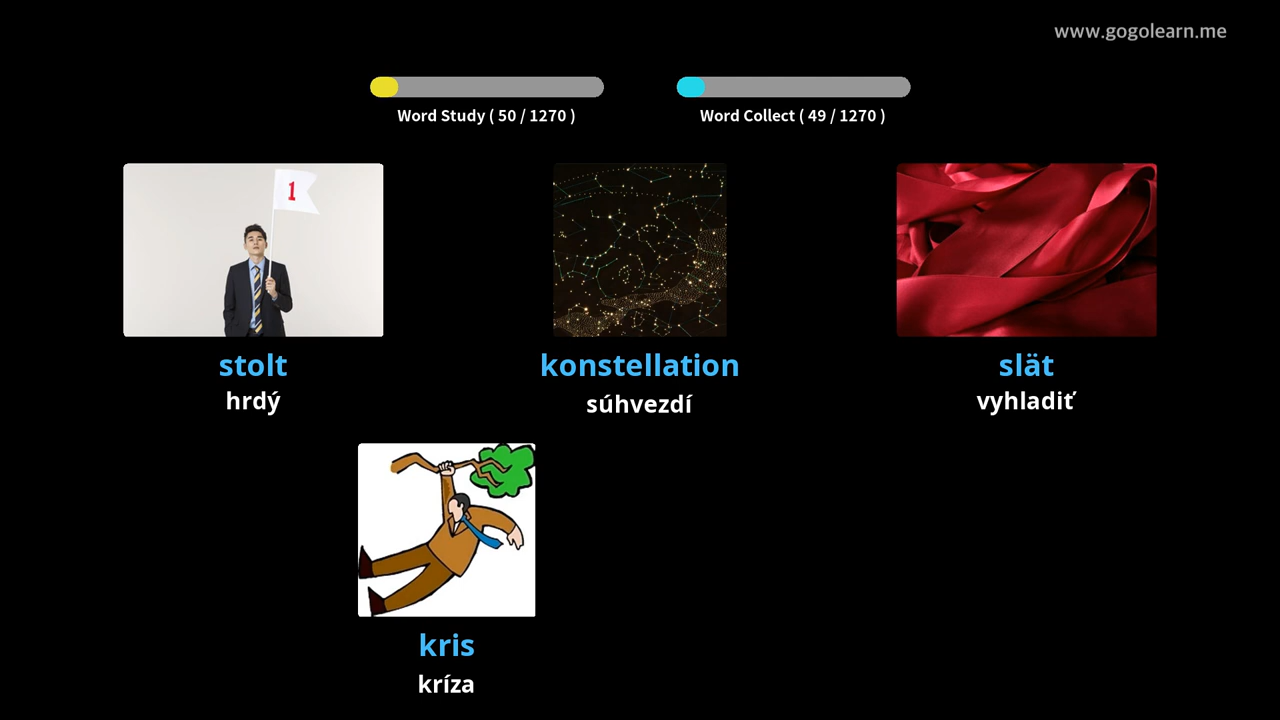 www.gogolearn.me
Word Study ( 50 / 1270 )
Word Collect ( 49 / 1270 )
1
stolt
hrdý
konstellation
súhvezdí
slät
vyhladiť
kris
kríza